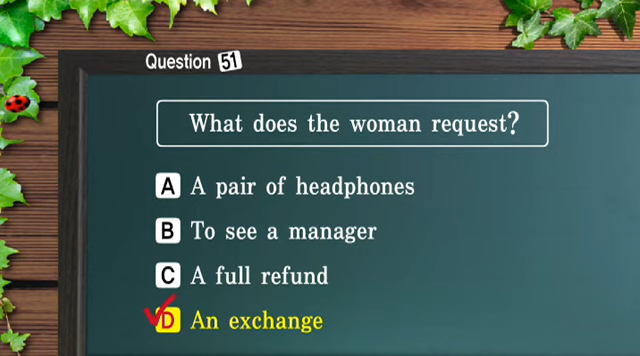 Question 51
What does the woman request?
A A pair of headphones
B To see a manager
C A full refund
D An exchange